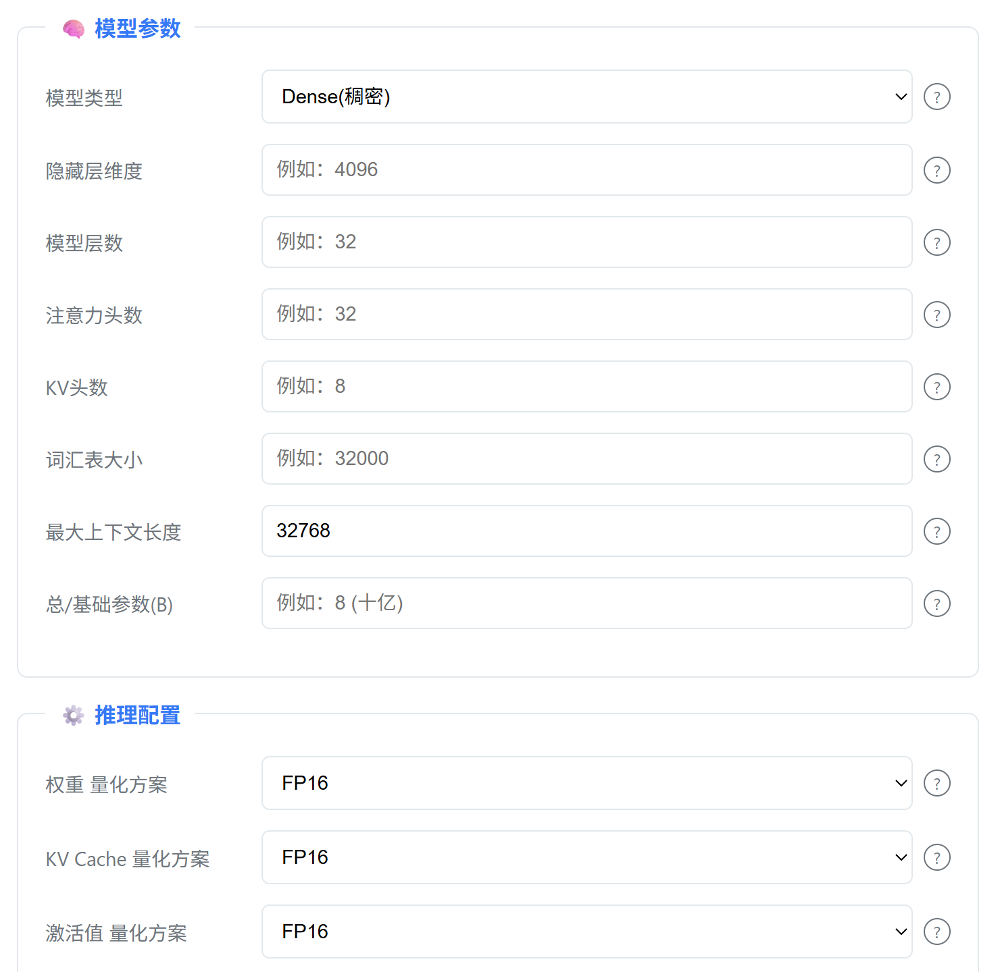 模型参数
模型类型
Dense(稠密)
?
隐藏层维度
例如：4096
?
模型层数
例如：32
?
注意力头数
例如：32
?
KV头数
例如：8
?
词汇表大小
例如：32000
?
最大上下文长度
32768
?
总/基础参数(B)
例如：8 (十亿)
?
推理配置
权重 量化方案
FP16
?
KV Cache 量化方案
FP16
?
激活值 量化方案
FP16
?